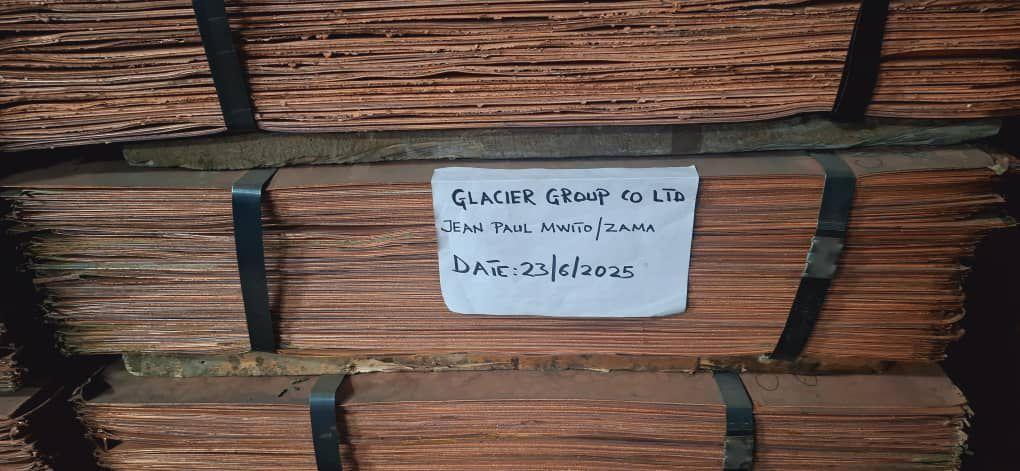 GLACIER GROUP CO LTD
JEAN PAUL MWITO/ZAMA
DATE:23/6/2025